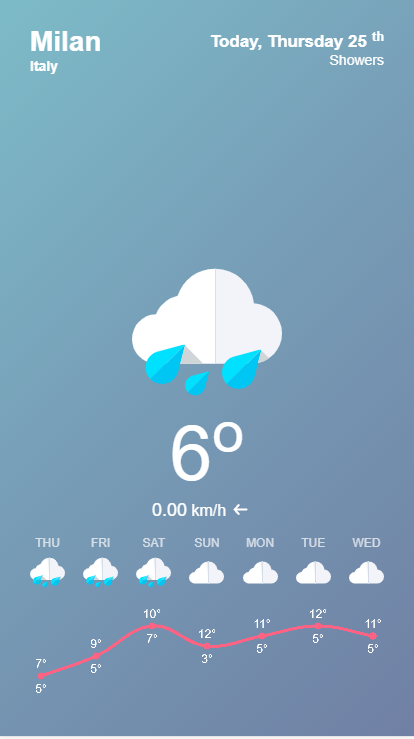 Milan
Italy
Today, Thursday 25 th
Showers
6º
0.00 km/h ←
THU FRI SAT SUN MON TUE WED
7° 9° 10° 12° 11° 12° 11°
5° 5° 7° 3° 5° 5° 5°